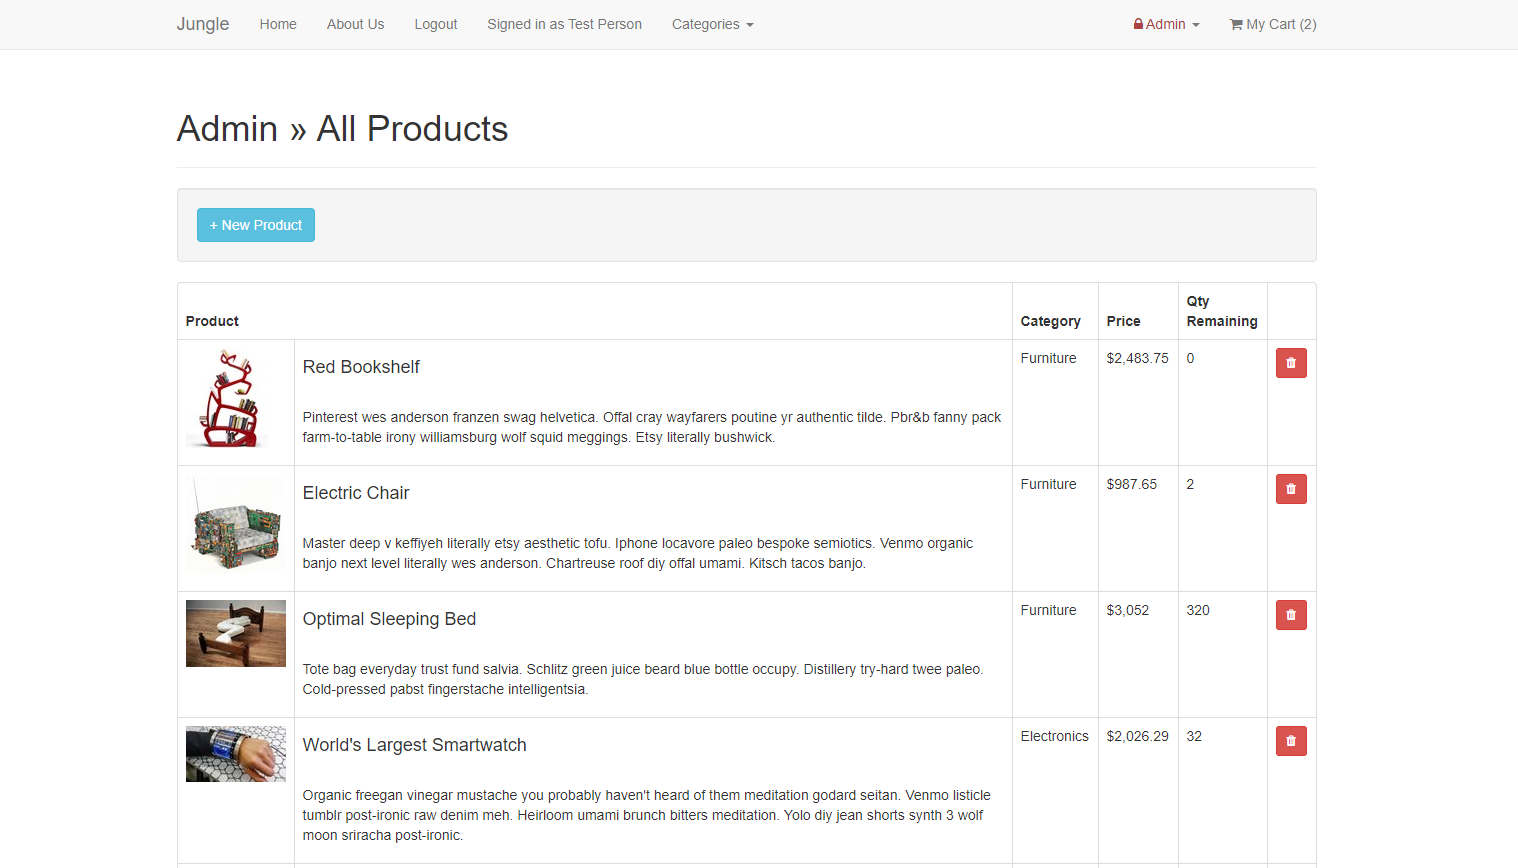 Jungle Home About Us Logout Signed in as Test Person Categories Admin My Cart (2)
Admin » All Products
+ New Product
Product Category Price Qty Remaining
Red Bookshelf Furniture $2,483.75 0
Pinterest wes anderson franzen swag helvetica. Offal cray wayfarers poutine yr authentic tilde. Pbr&b fanny pack
farm-to-table irony williamsburg wolf squid meggings. Etsy literally bushwick.
Electric Chair Furniture $987.65 2
Master deep v keffiyeh literally etsy aesthetic tofu. Iphone locavore paleo bespoke semiotics. Venmo organic
banjo next level literally wes anderson. Chartreuse roof diy offal umami. Kitsch tacos banjo.
Optimal Sleeping Bed Furniture $3,052 320
Tote bag everyday trust fund salvia. Schlitz green juice beard blue bottle occupy. Distillery try-hard twee paleo.
Cold-pressed pabst fingerstache intelligentsia.
World's Largest Smartwatch Electronics $2,026.29 32
Organic freegan vinegar mustache you probably haven't heard of them meditation godard seitan. Venmo listicle
tumblr post-ironic raw denim meh. Heirloom umami brunch bitters meditation. Yolo diy jean shorts synth 3 wolf
moon sriracha post-ironic.